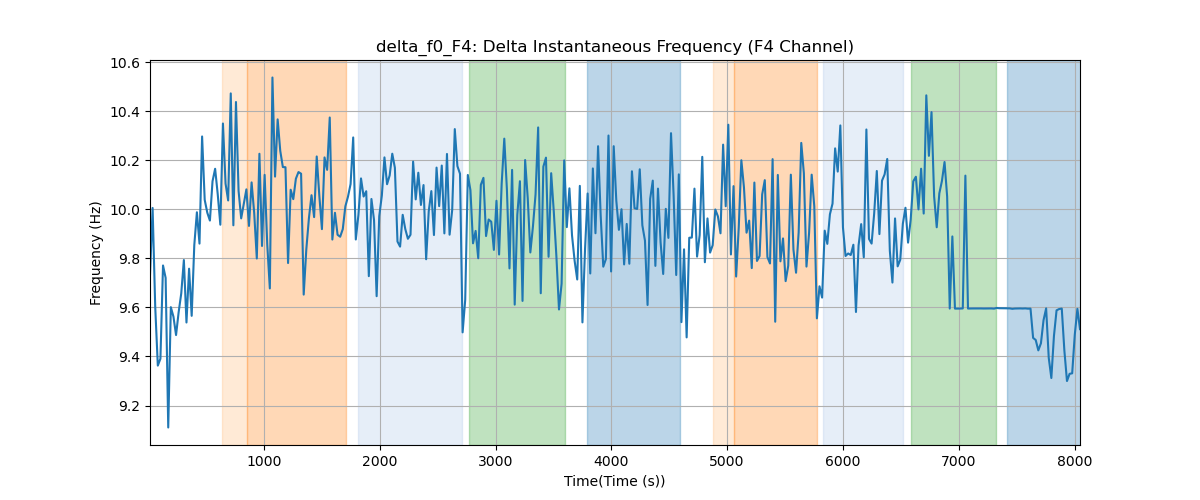 delta_f0_F4: Delta Instantaneous Frequency (F4 Channel)
10.6
10.4
10.2
10.0
9.8
9.6
9.4
9.2
Frequency (Hz)
1000 2000 3000 4000 5000 6000 7000 8000
Time(Time (s))